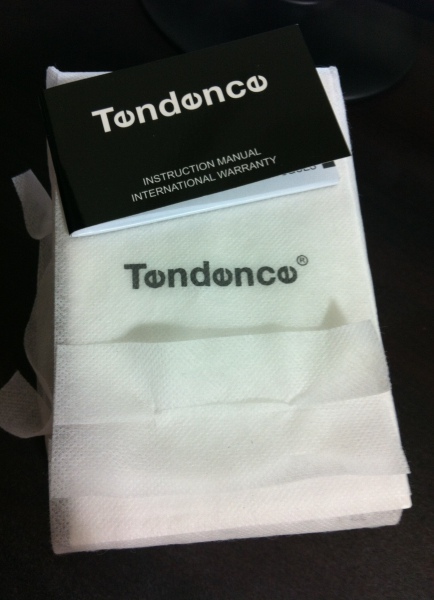 Tendence
INSTRUCTION MANUAL
INTERNATIONAL WARRANTY
Tendence®